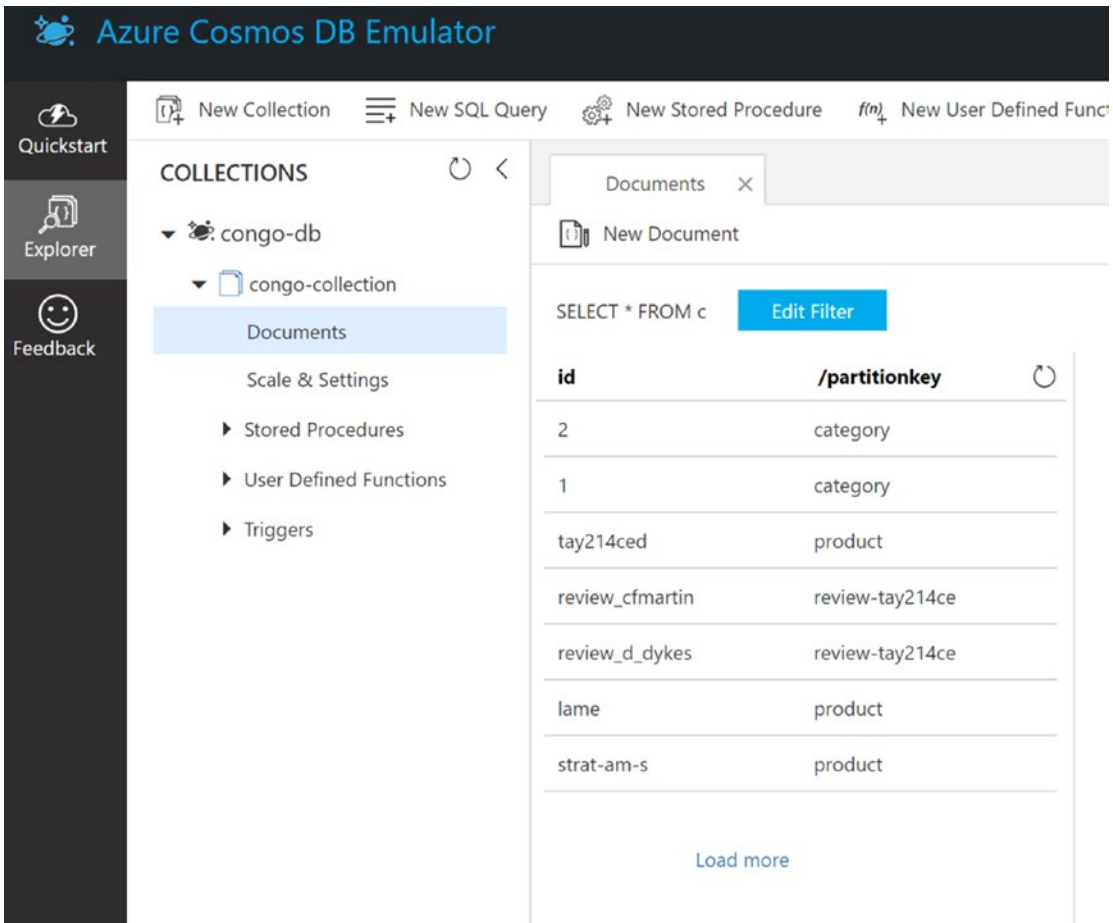 Azure Cosmos DB Emulator
Quickstart
Explorer
Feedback
New Collection New SQL Query New Stored Procedure f(n) New User Defined Funct
COLLECTIONS
congo-db
congo-collection
Documents
Scale & Settings
Stored Procedures
User Defined Functions
Triggers
Documents
New Document
SELECT * FROM c Edit Filter
id /partitionkey
2 category
1 category
tay214ced product
review_cfmartin review-tay214ce
review_d_dykes review-tay214ce
lame product
strat-am-s product
Load more